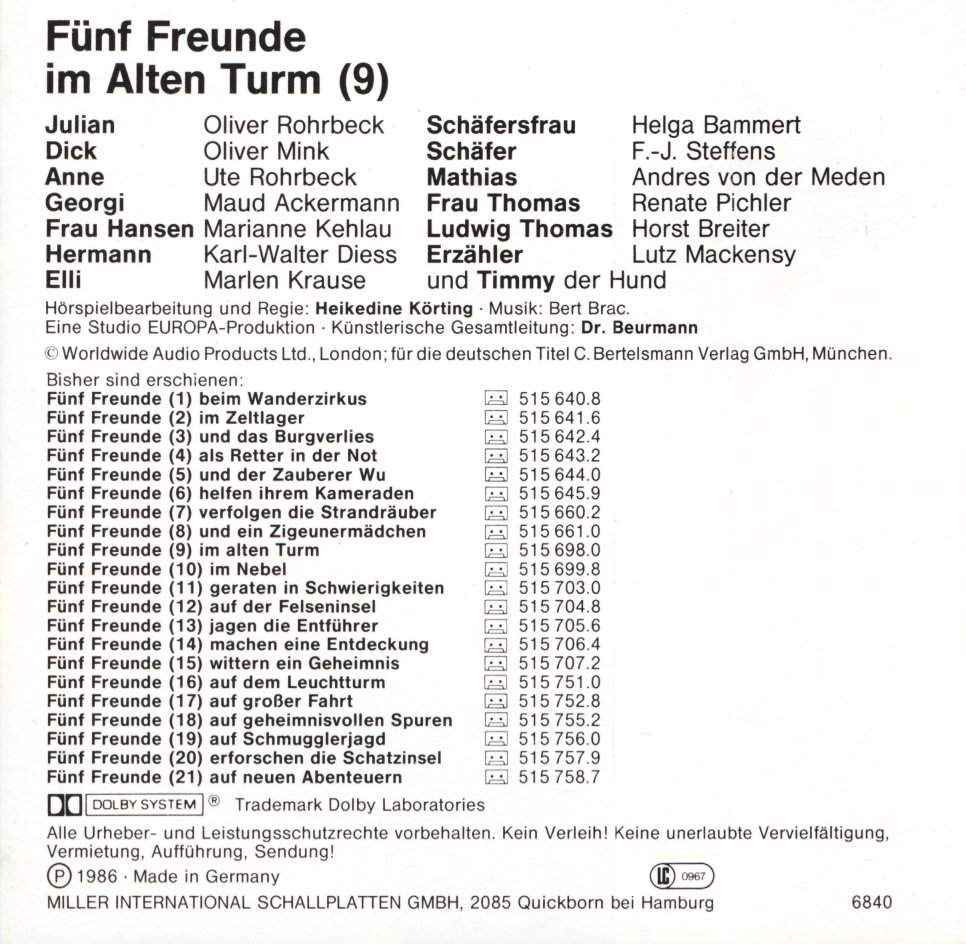 Fünf Freunde
im Alten Turm (9)
Julian Oliver Rohrbeck Schäfersfrau Helga Bammert
Dick Oliver Mink Schäfer F.-J. Steffens
Anne Ute Rohrbeck Mathias Andres von der Meden
Georgi Maud Ackermann Frau Thomas Renate Pichler
Frau Hansen Marianne Kehlau Ludwig Thomas Horst Breiter
Hermann Karl-Walter Diess Erzähler Lutz Mackensy
Elli Marlen Krause und Timmy der Hund
Hörspielbearbeitung und Regie: Heikedine Körting · Musik: Bert Brac.
Eine Studio EUROPA-Produktion · Künstlerische Gesamtleitung: Dr. Beurmann
© Worldwide Audio Products Ltd., London; für die deutschen Titel C. Bertelsmann Verlag GmbH, München.
Bisher sind erschienen:
Fünf Freunde (1) beim Wanderzirkus 515 640.8
Fünf Freunde (2) im Zeltlager 515 641.6
Fünf Freunde (3) und das Burgverlies 515 642.4
Fünf Freunde (4) als Retter in der Not 515 643.2
Fünf Freunde (5) und der Zauberer Wu 515 644.0
Fünf Freunde (6) helfen ihrem Kameraden 515 645.9
Fünf Freunde (7) verfolgen die Strandräuber 515 660.2
Fünf Freunde (8) und ein Zigeunermädchen 515 661.0
Fünf Freunde (9) im alten Turm 515 698.0
Fünf Freunde (10) im Nebel 515 699.8
Fünf Freunde (11) geraten in Schwierigkeiten 515 703.0
Fünf Freunde (12) auf der Felseninsel 515 704.8
Fünf Freunde (13) jagen die Entführer 515 705.6
Fünf Freunde (14) machen eine Entdeckung 515 706.4
Fünf Freunde (15) wittern ein Geheimnis 515 707.2
Fünf Freunde (16) auf dem Leuchtturm 515 751.0
Fünf Freunde (17) auf großer Fahrt 515 752.8
Fünf Freunde (18) auf geheimnisvollen Spuren 515 755.2
Fünf Freunde (19) auf Schmugglerjagd 515 756.0
Fünf Freunde (20) erforschen die Schatzinsel 515 757.9
Fünf Freunde (21) auf neuen Abenteuern 515 758.7
DOLBY SYSTEM ® Trademark Dolby Laboratories
Alle Urheber- und Leistungsschutzrechte vorbehalten. Kein Verleih! Keine unerlaubte Vervielfältigung,
Vermietung, Aufführung, Sendung!
℗ 1986 · Made in Germany LC 0967
MILLER INTERNATIONAL SCHALLPLATTEN GMBH, 2085 Quickborn bei Hamburg 6840